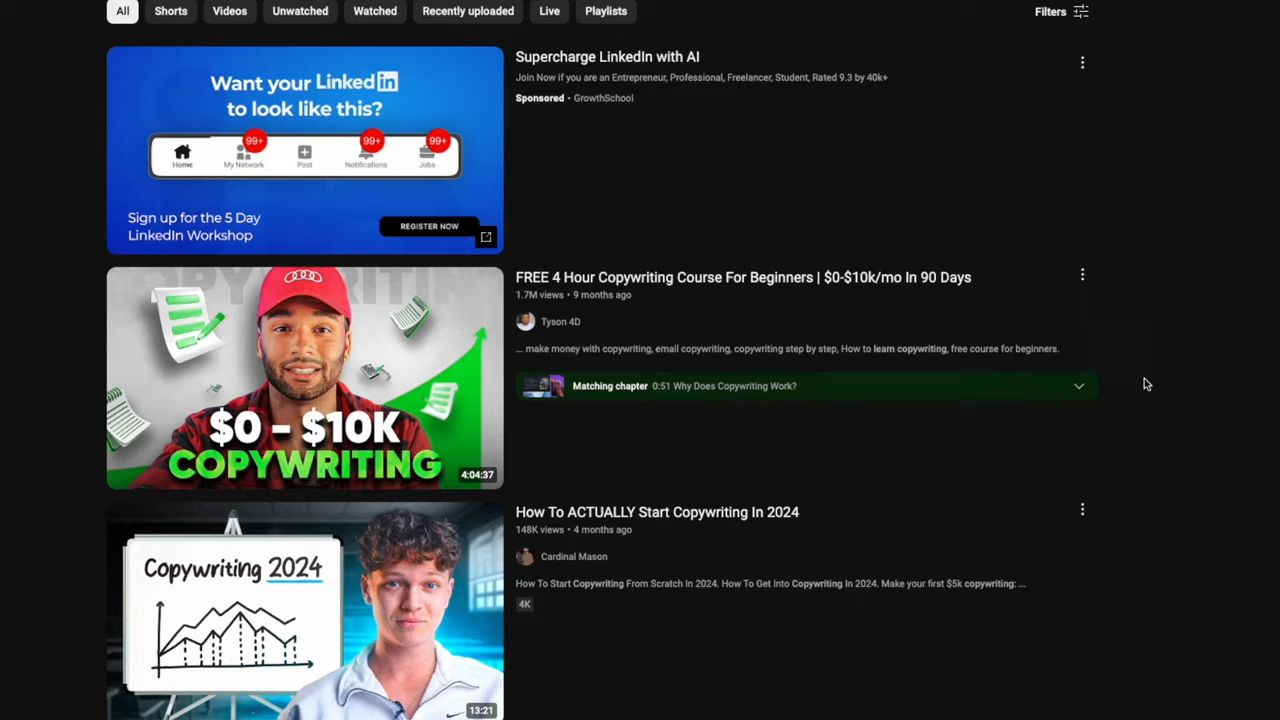 All
Shorts
Videos
Unwatched
Watched
Recently uploaded
Live
Playlists
Filters
Want your Linked in
to look like this?
99+
99+
99+
Home
My Network
Post
Notifications
Jobs
Sign up for the 5 Day
LinkedIn Workshop
REGISTER NOW
Supercharge LinkedIn with AI
Join Now if you are an Entrepreneur, Professional, Freelancer, Student, Rated 9.3 by 40k+
Sponsored · GrowthSchool
COPYWRITING
$0 - $10K
COPYWRITING
4:04:37
FREE 4 Hour Copywriting Course For Beginners | $0-$10k/mo In 90 Days
1.7M views • 9 months ago
Tyson 4D
... make money with copywriting, email copywriting, copywriting step by step, How to learn copywriting, free course for beginners.
Matching chapter 0:51 Why Does Copywriting Work?
Copywriting 2024
13:21
How To ACTUALLY Start Copywriting In 2024
148K views • 4 months ago
Cardinal Mason
How To Start Copywriting From Scratch In 2024. How To Get Into Copywriting In 2024. Make your first $5k copywriting: ...
4K